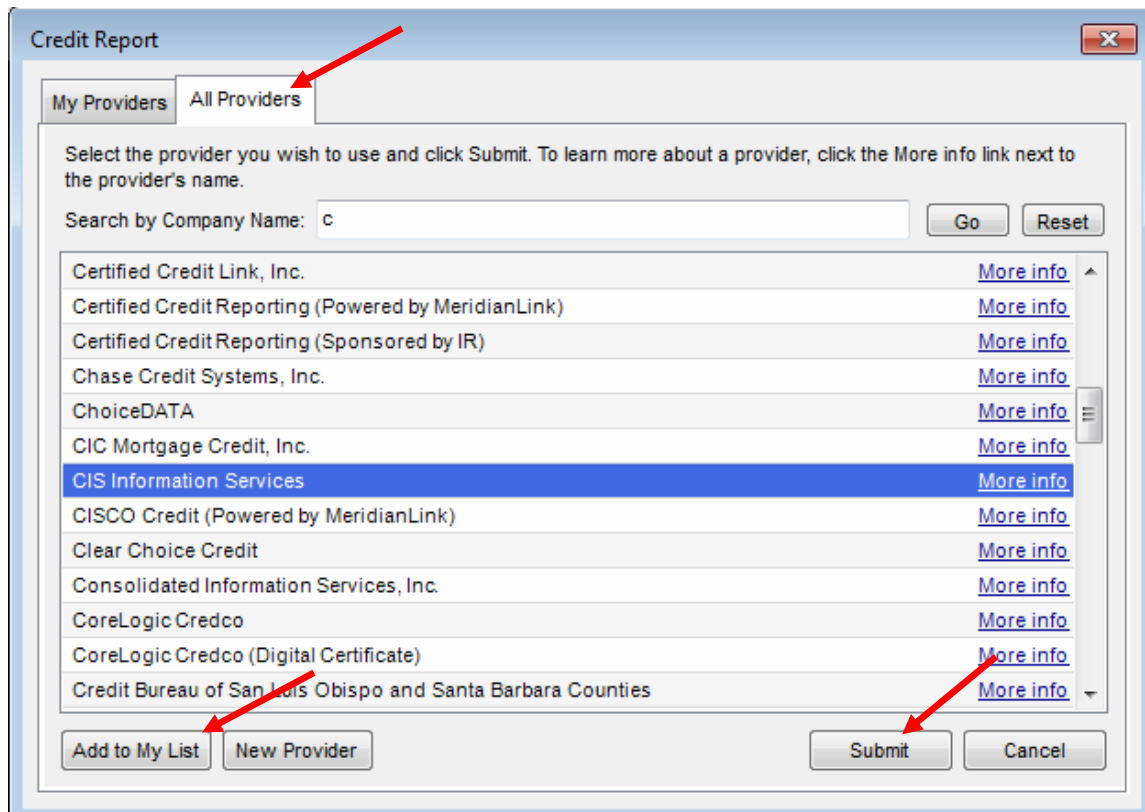 Credit Report
My Providers All Providers
Select the provider you wish to use and click Submit. To learn more about a provider, click the More info link next to
the provider's name.
Search by Company Name: c Go Reset
Certified Credit Link, Inc. More info
Certified Credit Reporting (Powered by MeridianLink) More info
Certified Credit Reporting (Sponsored by IR) More info
Chase Credit Systems, Inc. More info
ChoiceDATA More info
CIC Mortgage Credit, Inc. More info
CIS Information Services More info
CISCO Credit (Powered by MeridianLink) More info
Clear Choice Credit More info
Consolidated Information Services, Inc. More info
CoreLogic Credco More info
CoreLogic Credco (Digital Certificate) More info
Credit Bureau of San Luis Obispo and Santa Barbara Counties More info
Add to My List New Provider Submit Cancel